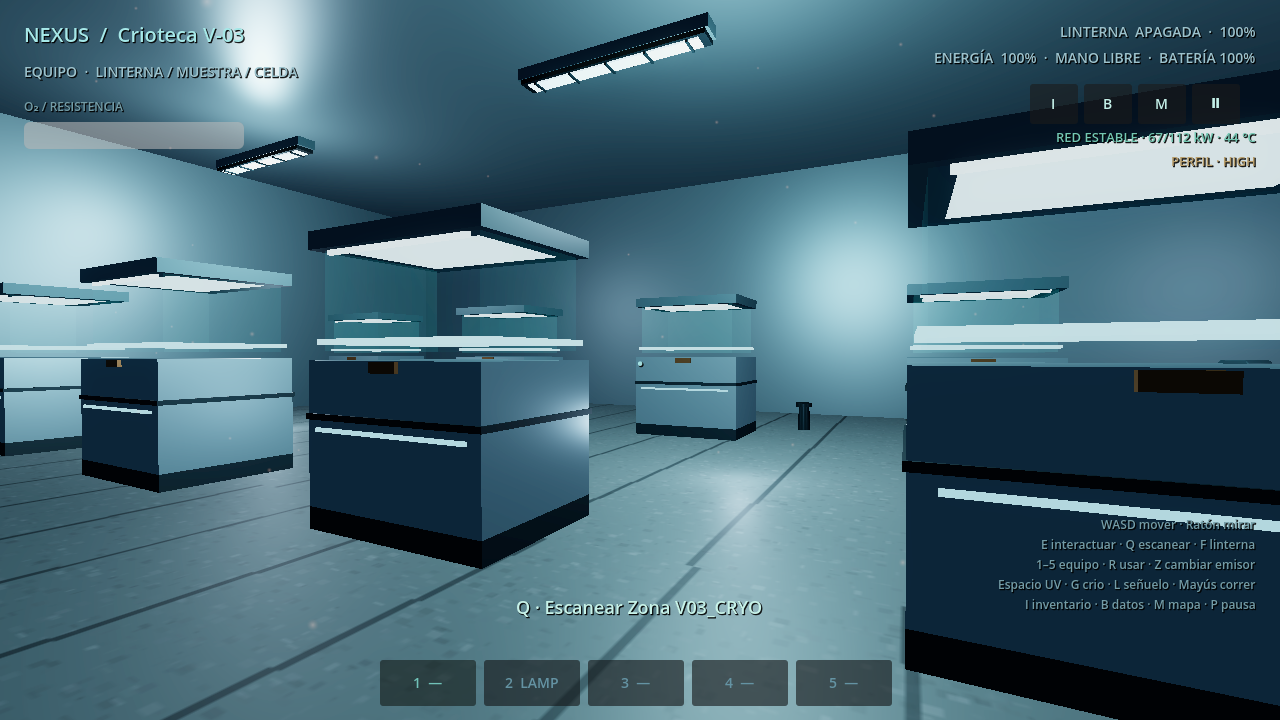 NEXUS / Crioteca V-03
EQUIPO · LINTERNA / MUESTRA / CELDA
O₂ / RESISTENCIA
LINTERNA APAGADA · 100%
ENERGÍA 100% · MANO LIBRE · BATERÍA 100%
I B M II
RED ESTABLE · 67/112 kW · 44 °C
PERFIL · HIGH
WASD mover · Ratón mirar
E interactuar · Q escanear · F linterna
1–5 equipo · R usar · Z cambiar emisor
Espacio UV · G crio · L señuelo · Mayús correr
I inventario · B datos · M mapa · P pausa
Q · Escanear Zona V03_CRYO
1 — 2 LAMP 3 — 4 — 5 —